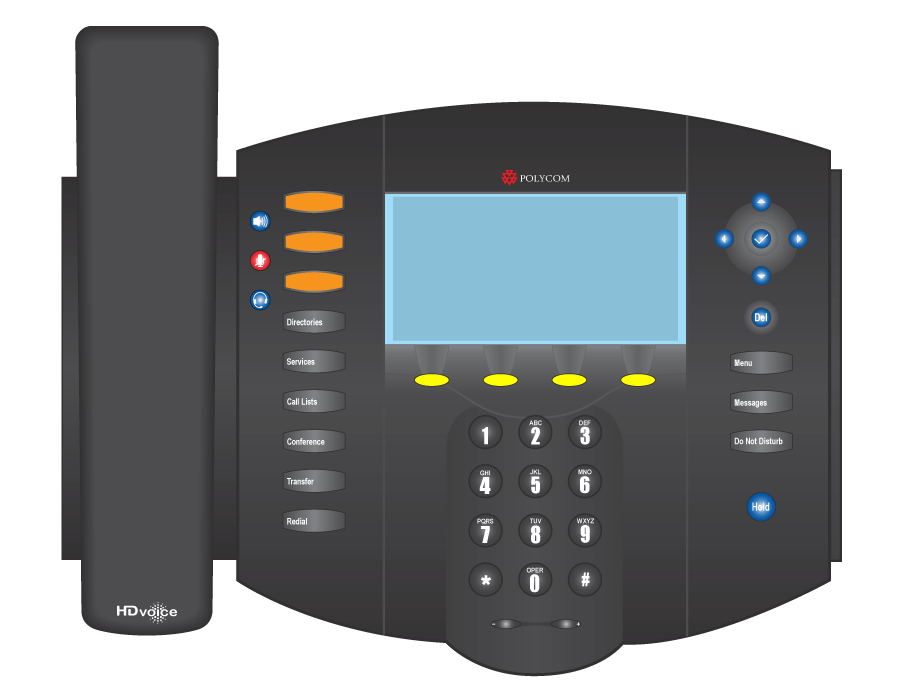 POLYCOM
Directories
Services
Call Lists
Conference
Transfer
Redial
Del
Menu
Messages
Do Not Disturb
Hold
1
ABC
2
DEF
3
GHI
4
JKL
5
MNO
6
PQRS
7
TUV
8
WXYZ
9
*
OPER
0
#
HDvoice